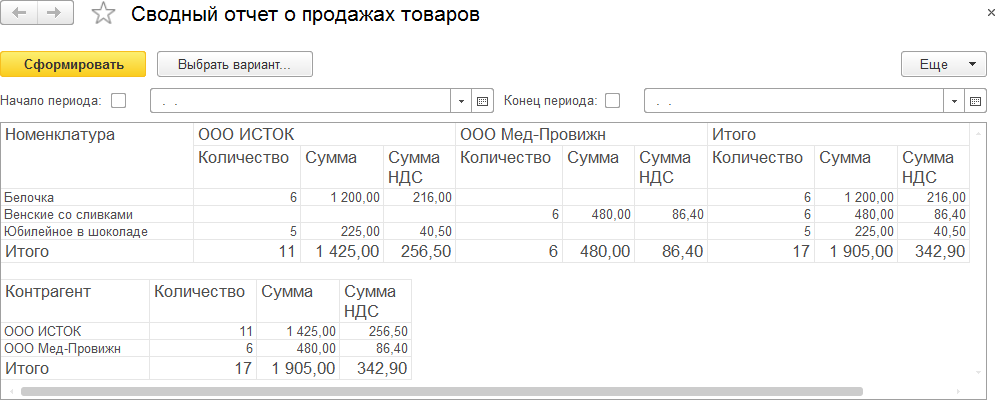 Сводный отчет о продажах товаров
Сформировать Выбрать вариант... Еще
Начало периода: . . Конец периода: . .
Номенклатура ООО ИСТОК ООО Мед-Провижн Итого
Количество Сумма Сумма НДС Количество Сумма Сумма НДС Количество Сумма Сумма НДС
Белочка 6 1 200,00 216,00 6 1 200,00 216,00
Венские со сливками 6 480,00 86,40 6 480,00 86,40
Юбилейное в шоколаде 5 225,00 40,50 5 225,00 40,50
Итого 11 1 425,00 256,50 6 480,00 86,40 17 1 905,00 342,90
Контрагент Количество Сумма Сумма НДС
ООО ИСТОК 11 1 425,00 256,50
ООО Мед-Провижн 6 480,00 86,40
Итого 17 1 905,00 342,90